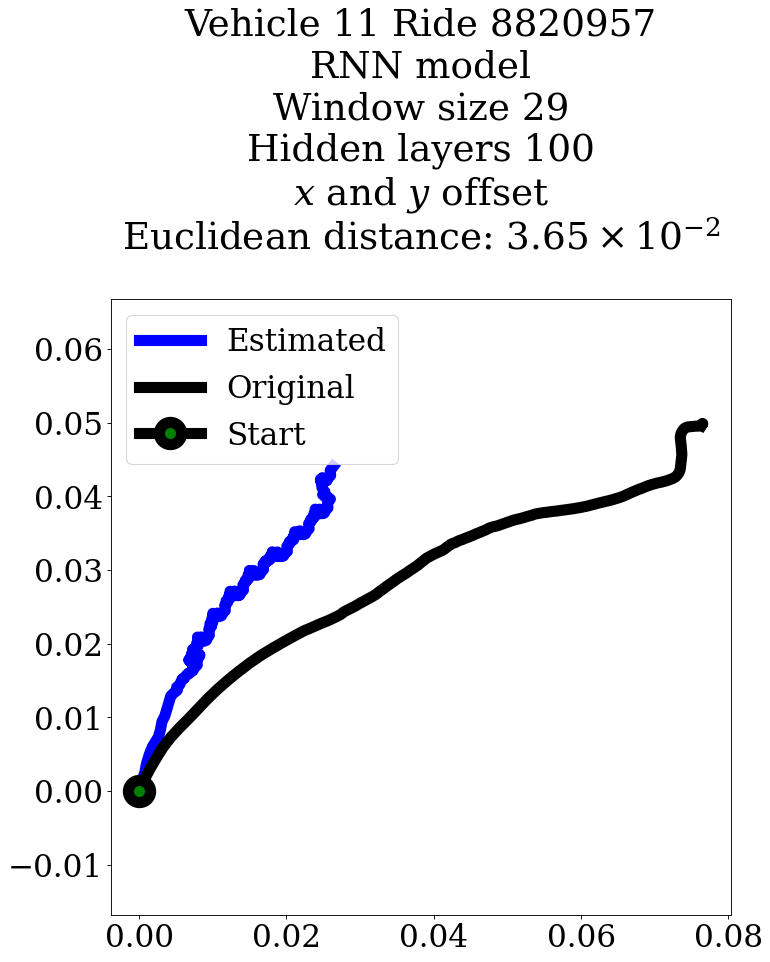 Vehicle 11 Ride 8820957
RNN model
Window size 29
Hidden layers 100
x and y offset
Euclidean distance: 3.65 × 10⁻²
Estimated
Original
Start
0.06
0.05
0.04
0.03
0.02
0.01
0.00
−0.01
0.00 0.02 0.04 0.06 0.08